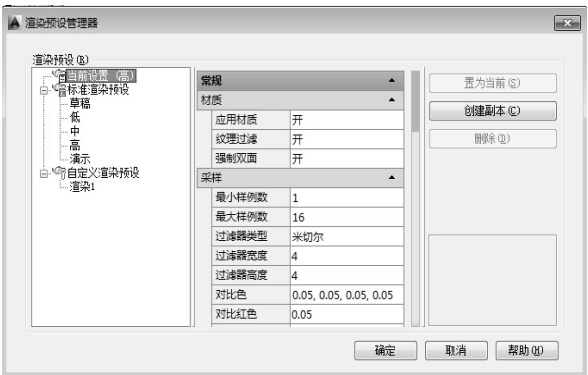 渲染预设管理器
渲染预设(R)
当前设置 (高)
标准渲染预设
草稿
低
中
高
演示
自定义渲染预设
渲染1
常规
材质
应用材质 开
纹理过滤 开
强制双面 开
采样
最小样例数 1
最大样例数 16
过滤器类型 米切尔
过滤器宽度 4
过滤器高度 4
对比色 0.05, 0.05, 0.05, 0.05
对比红色 0.05
置为当前(S)
创建副本(C)
删除(D)
确定 取消 帮助(H)